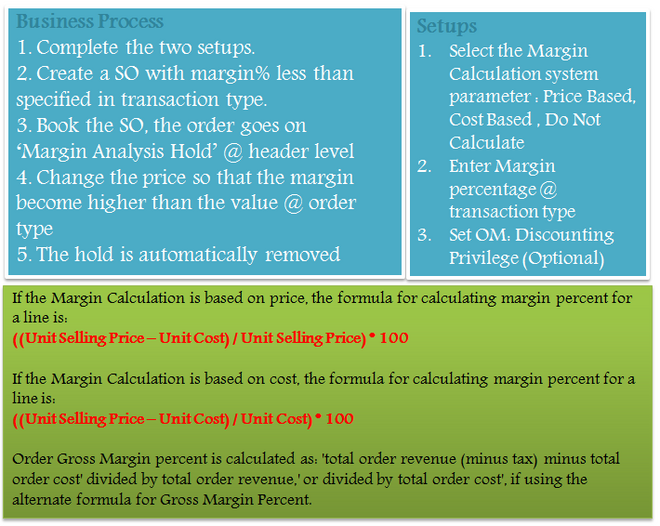 Business Process
1. Complete the two setups.
2. Create a SO with margin% less than
specified in transaction type.
3. Book the SO, the order goes on
‘Margin Analysis Hold’ @ header level
4. Change the price so that the margin
become higher than the value @ order
type
5. The hold is automatically removed
Setups
1. Select the Margin
Calculation system
parameter : Price Based,
Cost Based , Do Not
Calculate
2. Enter Margin
percentage @
transaction type
3. Set OM: Discounting
Privilege (Optional)
If the Margin Calculation is based on price, the formula for calculating margin percent for
a line is:
((Unit Selling Price – Unit Cost) / Unit Selling Price) * 100
If the Margin Calculation is based on cost, the formula for calculating margin percent for a
line is:
((Unit Selling Price – Unit Cost) / Unit Cost) * 100
Order Gross Margin percent is calculated as: 'total order revenue (minus tax) minus total
order cost' divided by total order revenue,' or divided by total order cost', if using the
alternate formula for Gross Margin Percent.